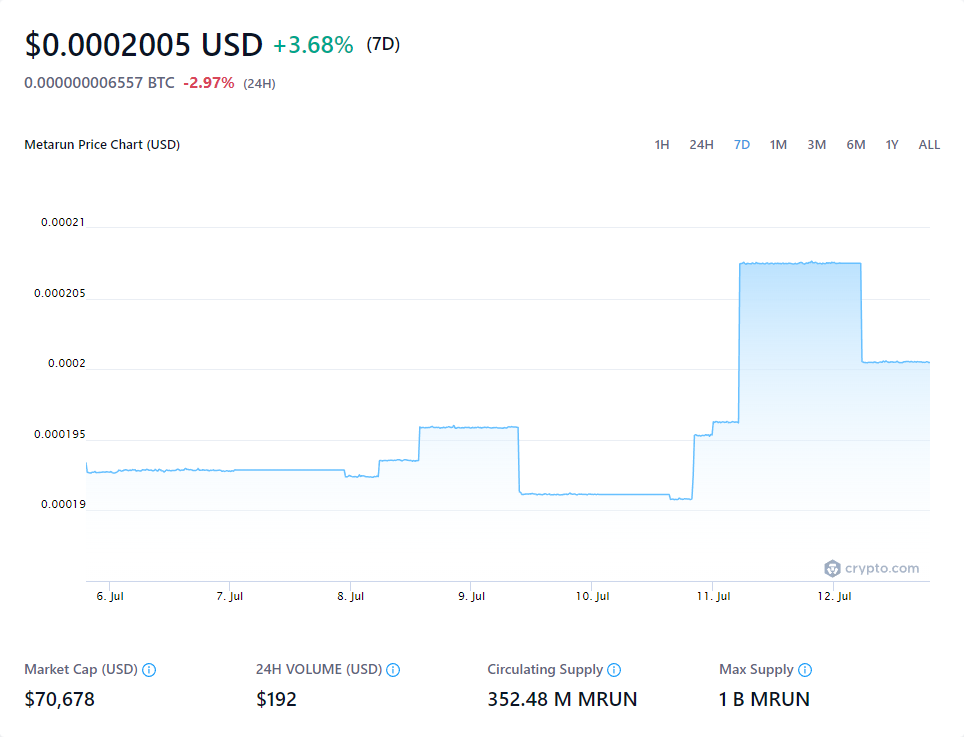 $0.0002005 USD +3.68% (7D)
0.000000006557 BTC -2.97% (24H)
Metarun Price Chart (USD)
1H 24H 7D 1M 3M 6M 1Y ALL
0.00021
0.000205
0.0002
0.000195
0.00019
crypto.com
6. Jul 7. Jul 8. Jul 9. Jul 10. Jul 11. Jul 12. Jul
Market Cap (USD) 24H VOLUME (USD) Circulating Supply Max Supply
$70,678 $192 352.48 M MRUN 1 B MRUN